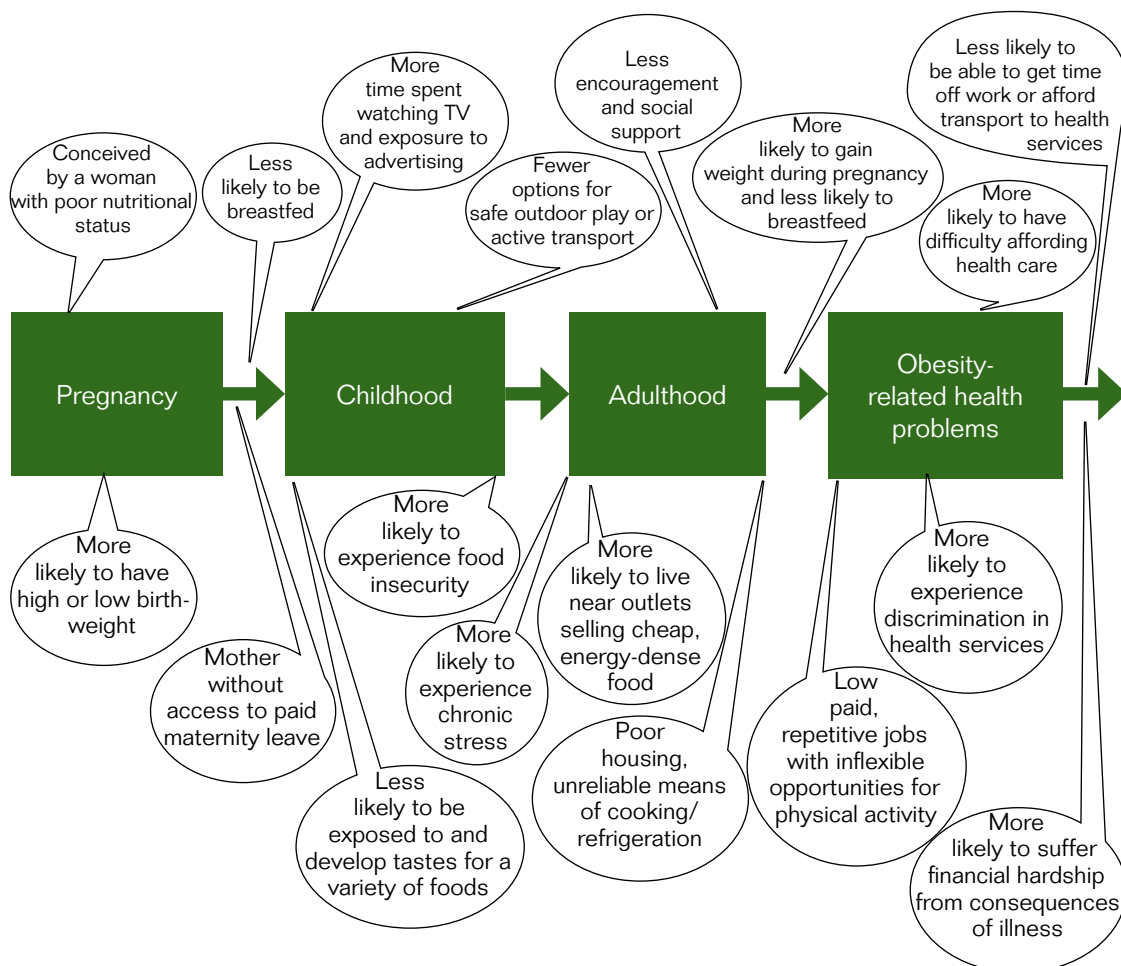 Conceived
by a woman
with poor nutritional
status
Less
likely to be
breastfed
More
time spent
watching TV
and exposure to
advertising
Fewer
options for
safe outdoor play or
active transport
Less
encouragement
and social
support
More
likely to gain
weight during pregnancy
and less likely to
breastfeed
Less likely to
be able to get time
off work or afford
transport to health
services
More
likely to have
difficulty affording
health care
Pregnancy
Childhood
Adulthood
Obesity-
related health
problems
More
likely to have
high or low birth-
weight
Mother
without
access to paid
maternity leave
Less
likely to be
exposed to and
develop tastes for a
variety of foods
More
likely to
experience food
insecurity
More
likely to
experience
chronic
stress
More
likely to live
near outlets
selling cheap,
energy-dense
food
Poor
housing,
unreliable means
of cooking/
refrigeration
Low
paid,
repetitive jobs
with inflexible
opportunities for
physical activity
More
likely to
experience
discrimination in
health services
More
likely to suffer
financial hardship
from consequences
of illness